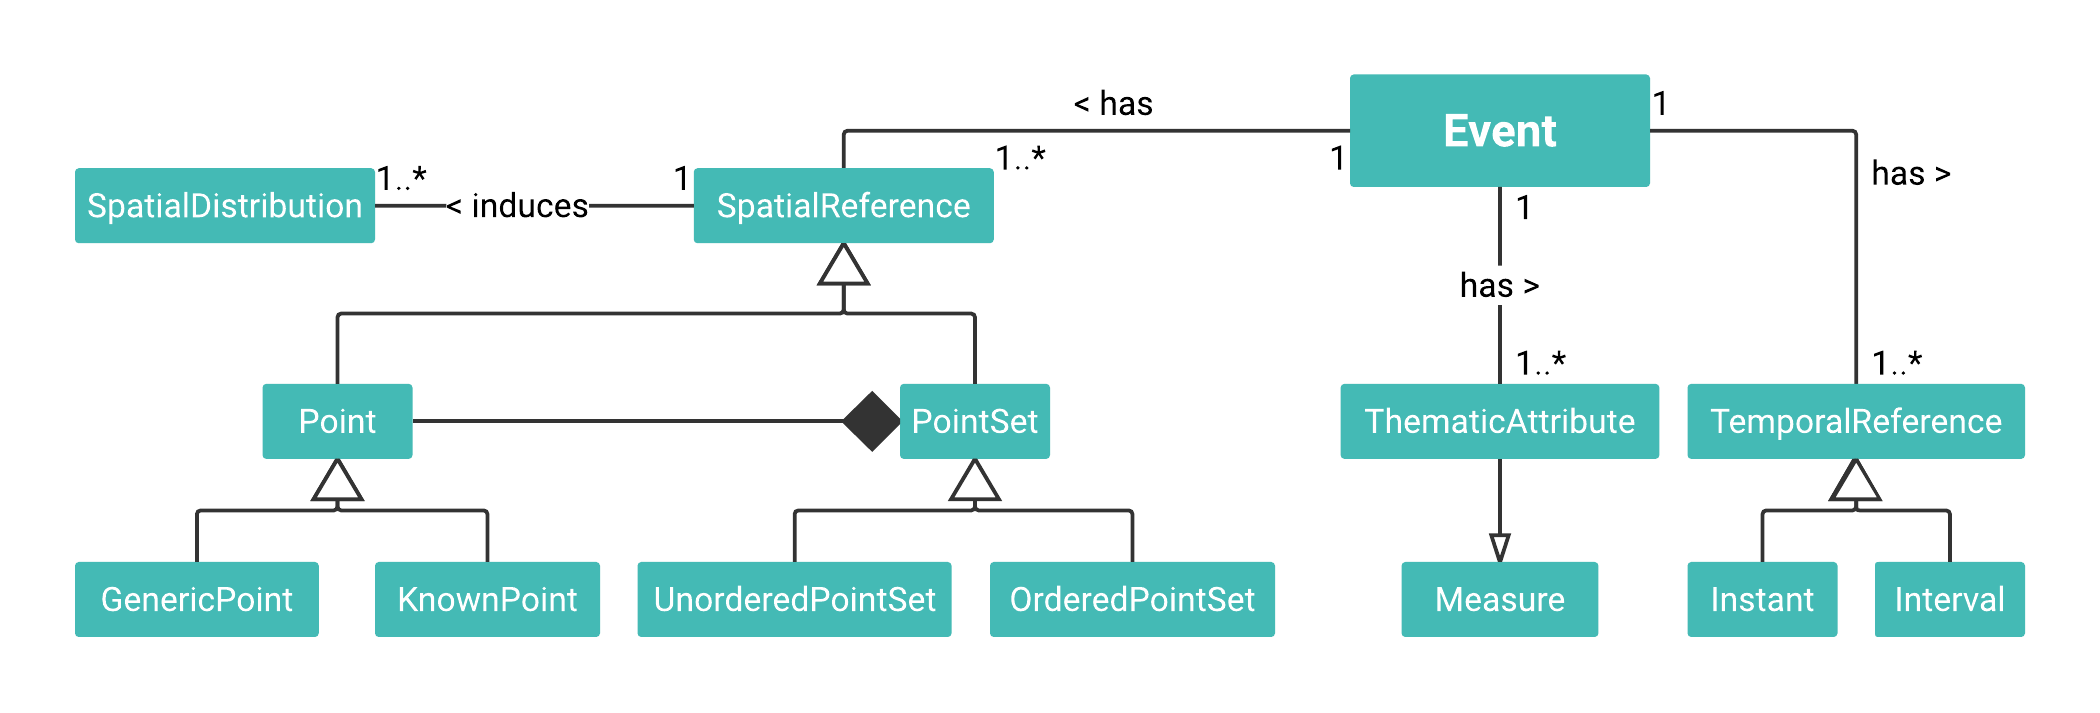 < has
1
Event
1..*
1
has >
SpatialDistribution
1..*
< induces
1
SpatialReference
1
has >
1..*
1..*
Point
PointSet
ThematicAttribute
TemporalReference
GenericPoint
KnownPoint
UnorderedPointSet
OrderedPointSet
Measure
Instant
Interval